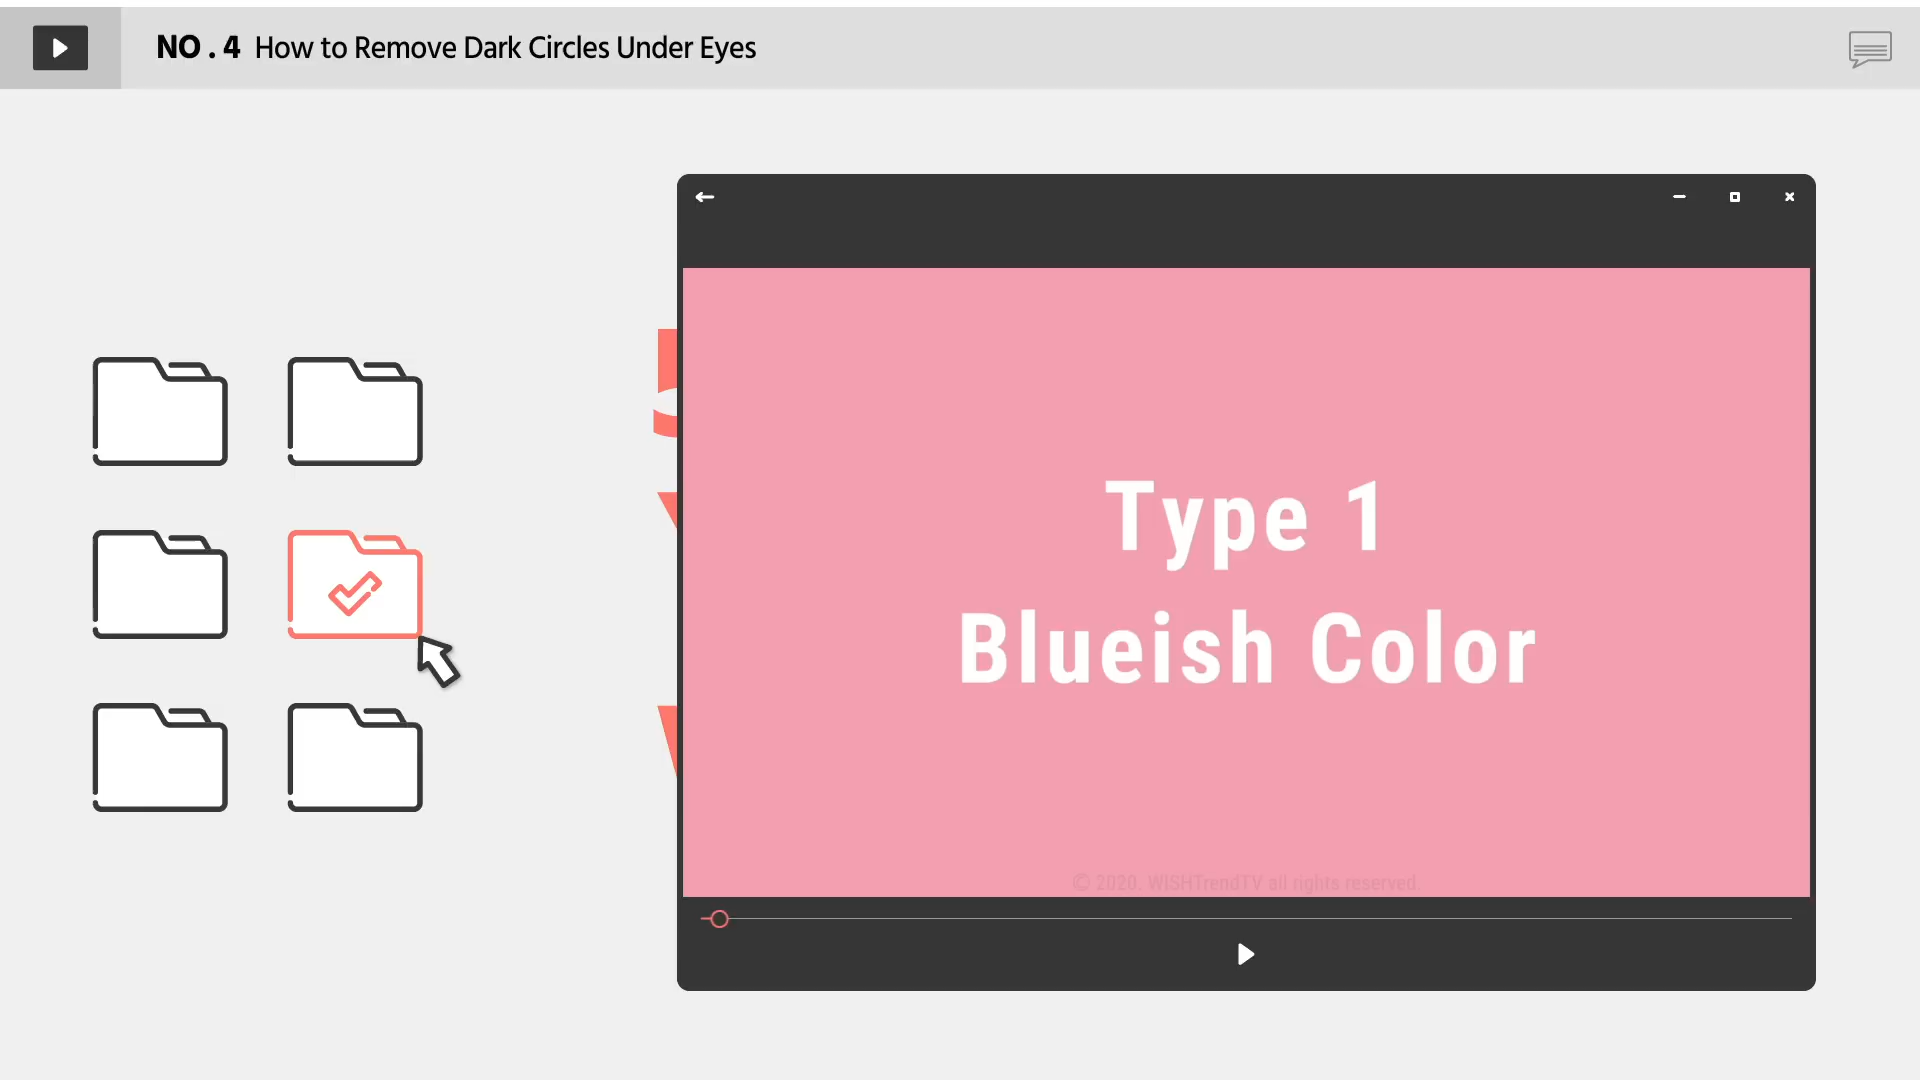 NO . 4 How to Remove Dark Circles Under Eyes
Type 1
Blueish Color
© 2020. WISHTrendTV all rights reserved.